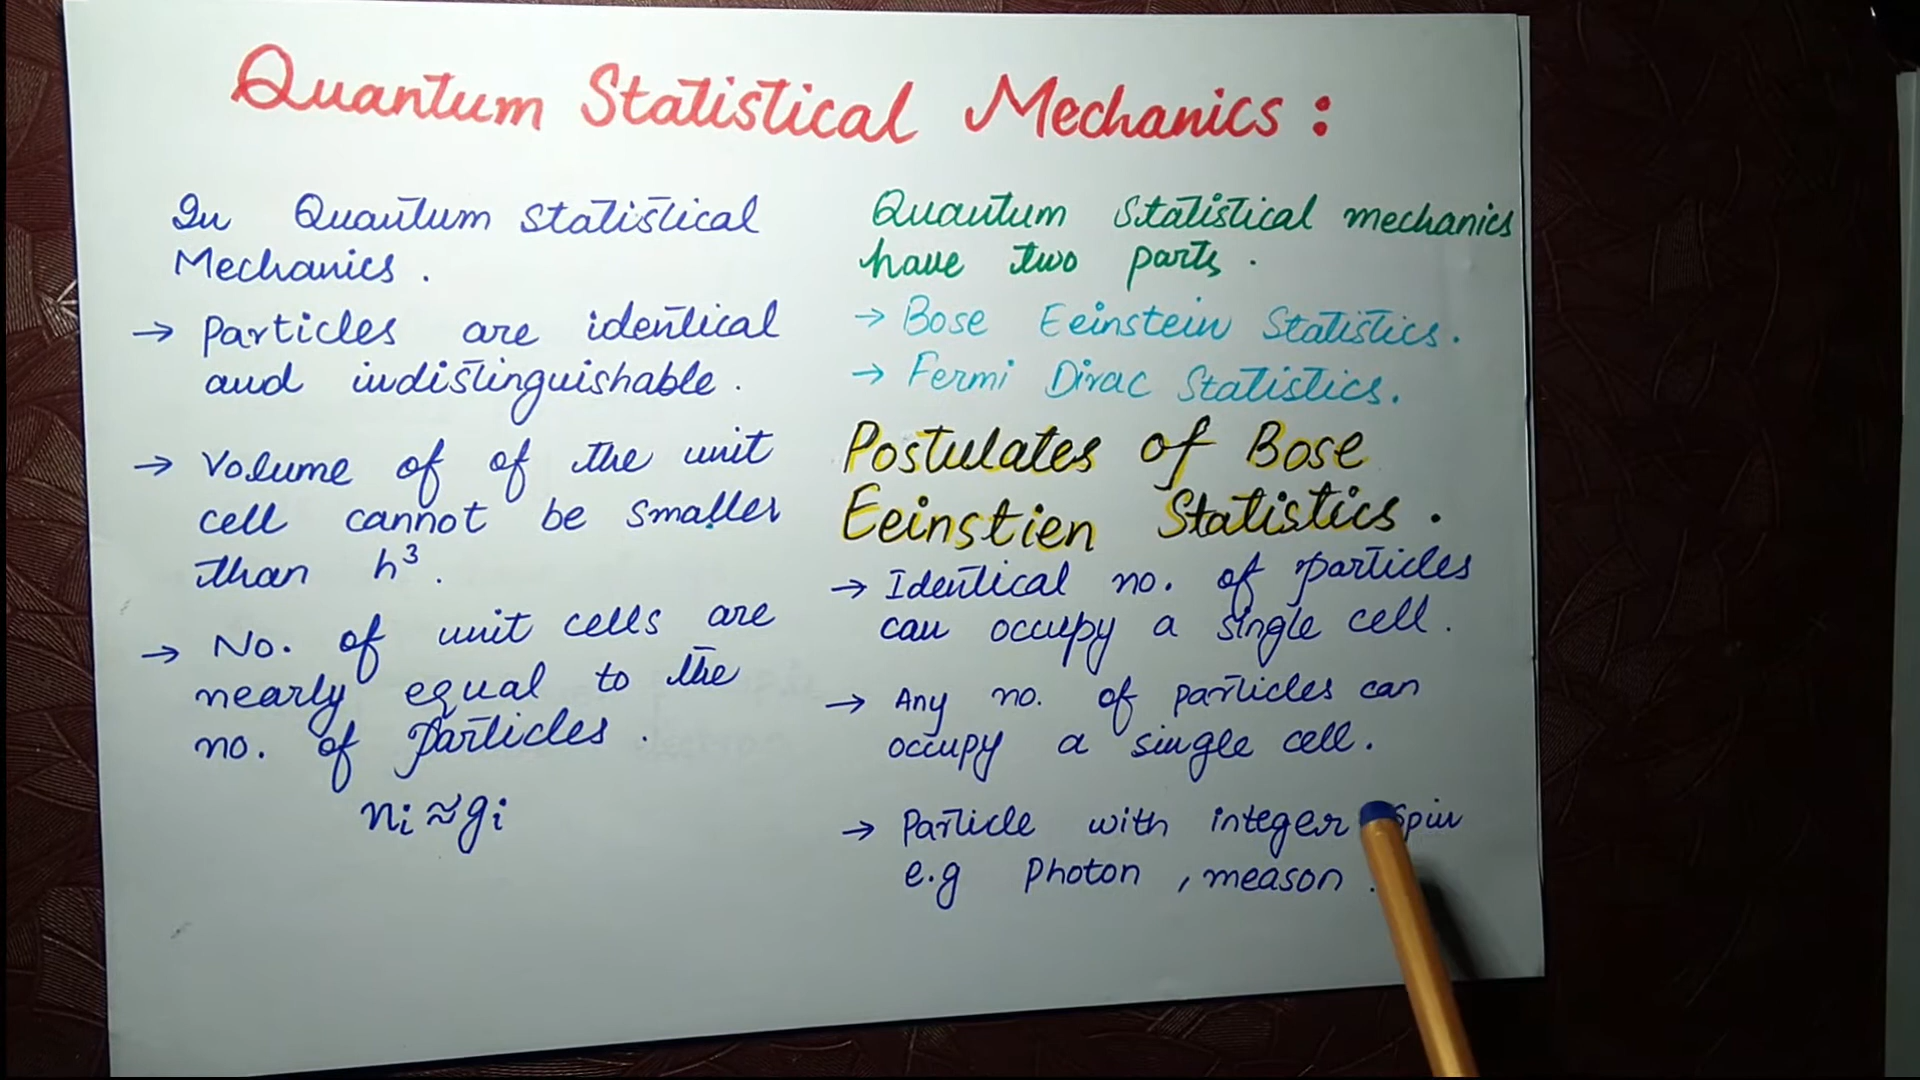 Quantum Statistical Mechanics :
In Quantum Statistical
Mechanics .
→ Particles are identical
and indistinguishable .
→ Volume of of the unit
cell cannot be smaller
than h³ .
→ No. of unit cells are
nearly equal to the
no. of particles .
nᵢ ≈ gᵢ
Quantum Statistical mechanics
have two parts .
→ Bose Eeinstein Statistics .
→ Fermi Dirac Statistics .
Postulates of Bose
Eeinstien Statistics .
→ Identical no. of particles
can occupy a single cell .
→ Any no. of particles can
occupy a single cell .
→ Particle with integer Spin
e.g Photon , meason .